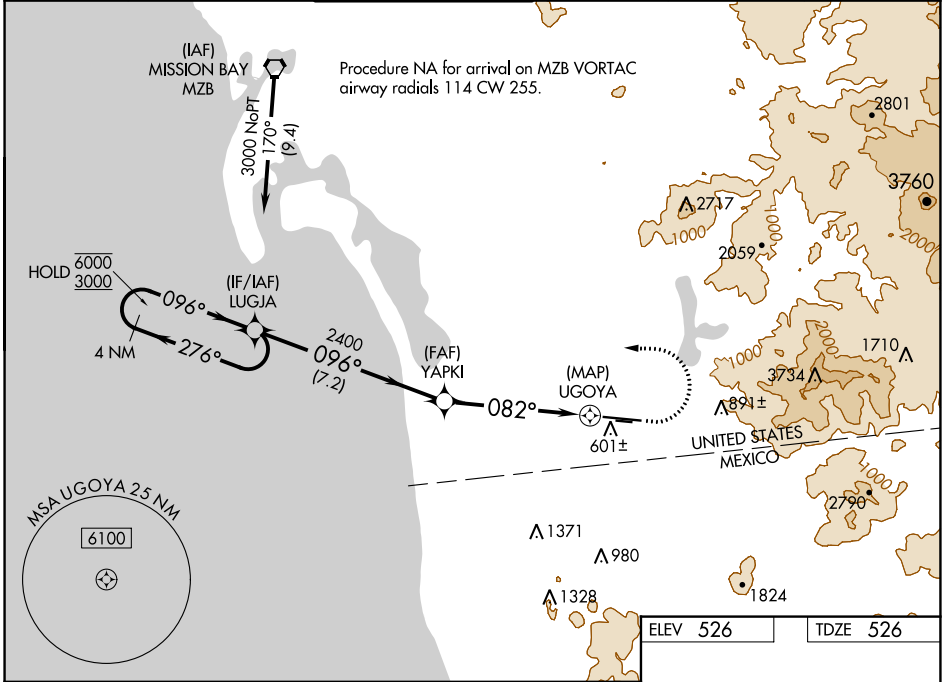 (IAF)
MISSION BAY
MZB
Procedure NA for arrival on MZB VORTAC
airway radials 114 CW 255.
3000 NoPT
170°
(9.4)
2801
3760
2717
1000
1000
2000
2059
HOLD 6000
3000
096°
(IF/IAF)
LUGJA
4 NM
276°
2400
096°
(7.2)
(FAF)
YAPKI
082°
(MAP)
UGOYA
601±
1000
1710
3734
891±
1000
UNITED STATES
MEXICO
1000
2790
MSA UGOYA 25 NM
6100
1371
980
1328
1824
ELEV 526
TDZE 526